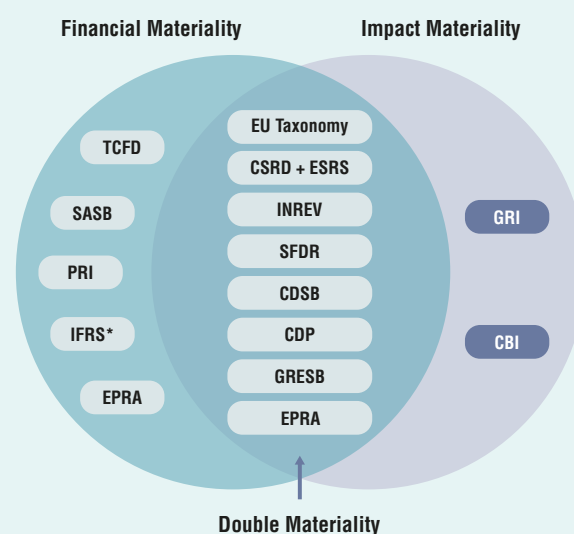 Financial Materiality
Impact Materiality
TCFD
SASB
PRI
IFRS*
EPRA
EU Taxonomy
CSRD + ESRS
INREV
SFDR
CDSB
CDP
GRESB
EPRA
GRI
CBI
Double Materiality